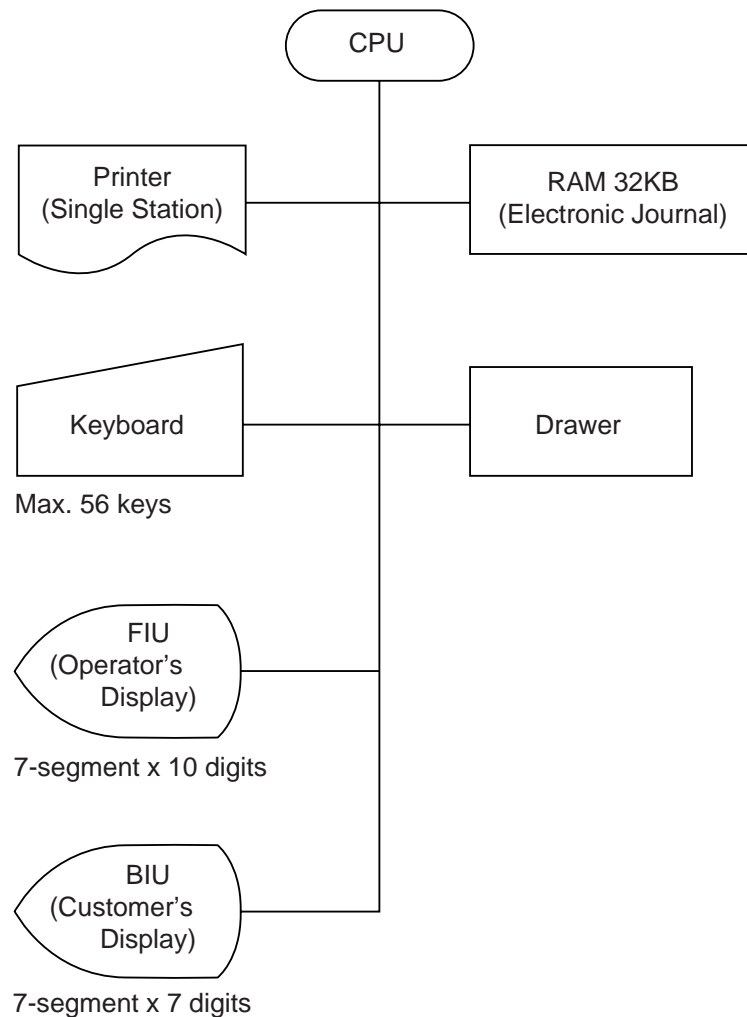 CPU
Printer
(Single Station)
RAM 32KB
(Electronic Journal)
Keyboard
Drawer
Max. 56 keys
FIU
(Operator’s
Display)
7-segment x 10 digits
BIU
(Customer’s
Display)
7-segment x 7 digits